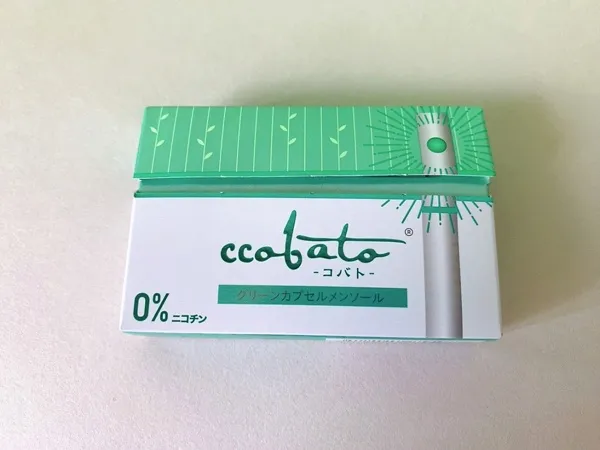 ccobato®
-コバト-
グリーンカプセルメンソール
0% ニコチン